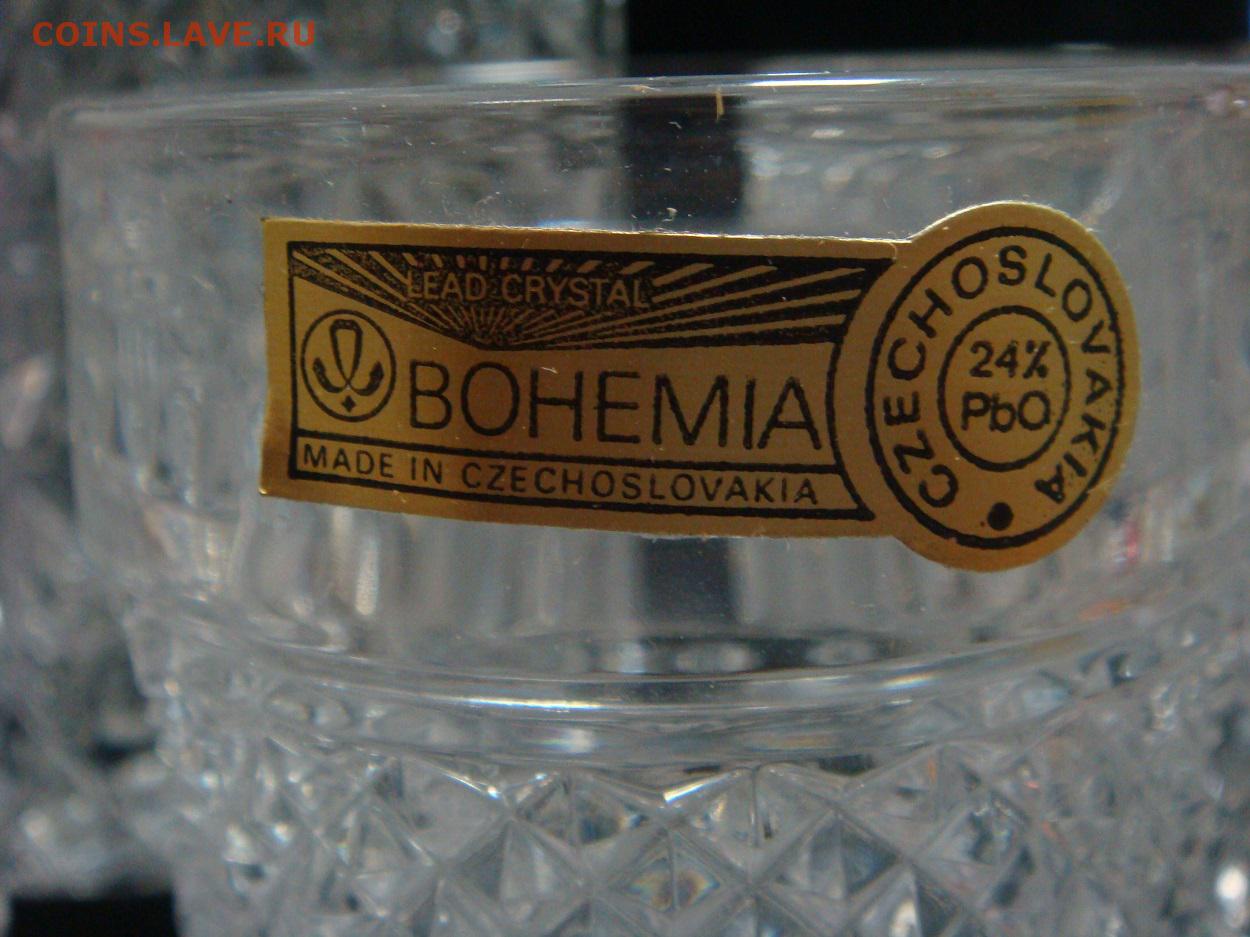 COINS.LAVE.RU
LEAD CRYSTAL
BOHEMIA
MADE IN CZECHOSLOVAKIA
CZECHOSLOVAKIA
24%
PbO